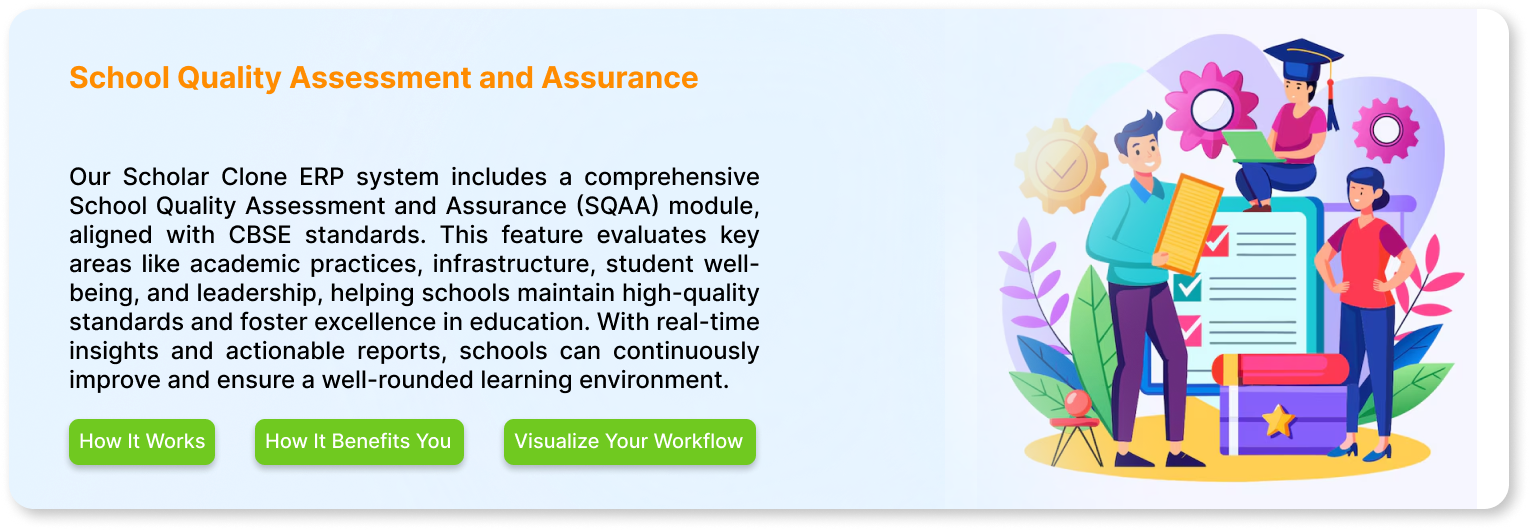 School Quality Assessment and Assurance
Our Scholar Clone ERP system includes a comprehensive
School Quality Assessment and Assurance (SQAA) module,
aligned with CBSE standards. This feature evaluates key
areas like academic practices, infrastructure, student well-
being, and leadership, helping schools maintain high-quality
standards and foster excellence in education. With real-time
insights and actionable reports, schools can continuously
improve and ensure a well-rounded learning environment.
How It Works
How It Benefits You
Visualize Your Workflow